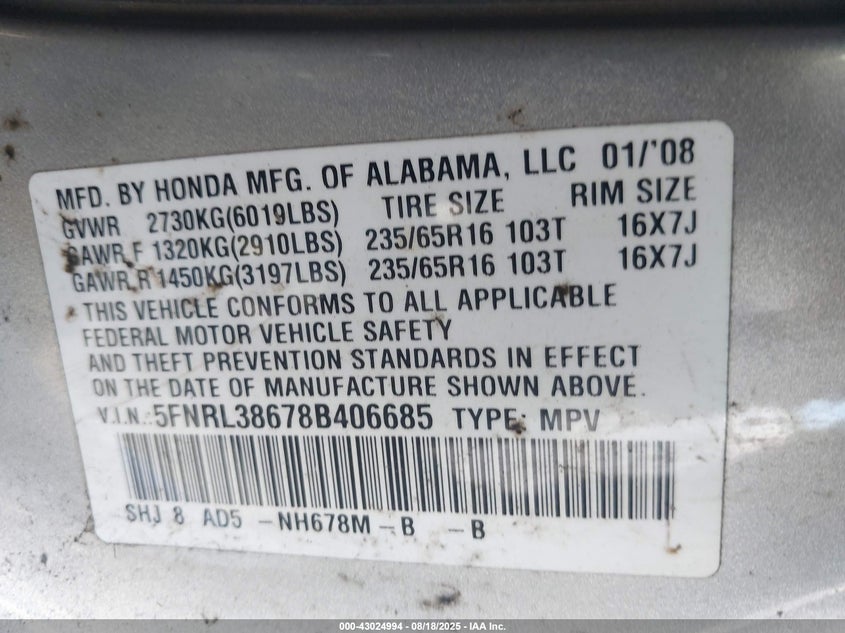 MFD. BY HONDA MFG. OF ALABAMA, LLC 01/'08
GVWR 2730KG(6019LBS) TIRE SIZE RIM SIZE
GAWR F 1320KG(2910LBS) 235/65R16 103T 16X7J
GAWR R 1450KG(3197LBS) 235/65R16 103T 16X7J
THIS VEHICLE CONFORMS TO ALL APPLICABLE
FEDERAL MOTOR VEHICLE SAFETY
AND THEFT PREVENTION STANDARDS IN EFFECT
ON THE DATE OF MANUFACTURE SHOWN ABOVE.
V.I.N.:5FNRL38678B406685 TYPE: MPV
SHJ 8 AD5 -NH678M -B -B
000-43024994 - 08/18/2025 - IAA Inc.